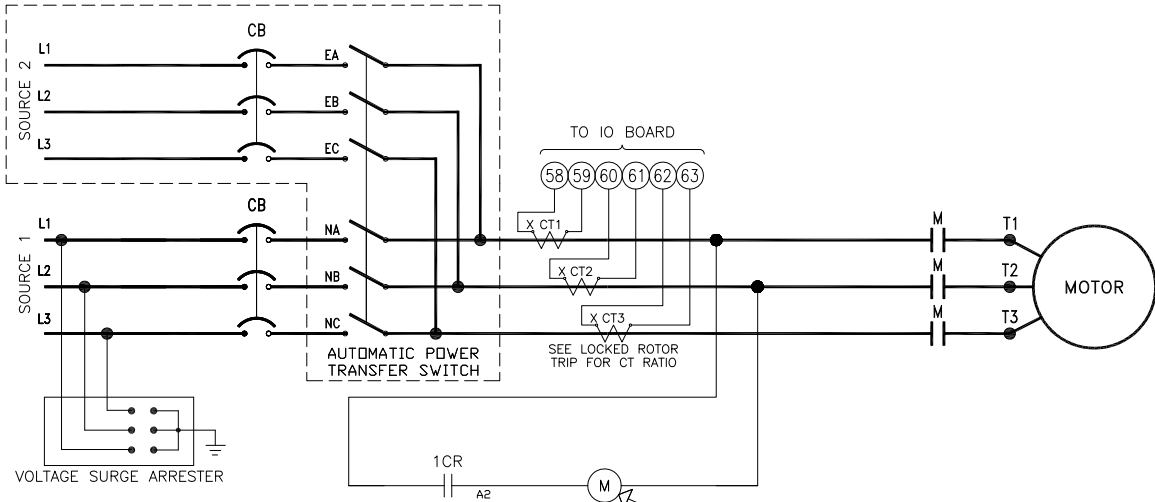 CB
L1
EA
L2
EB
L3
EC
SOURCE 2
TO IO BOARD
58 59 60 61 62 63
CB
L1
NA
L2
NB
L3
NC
SOURCE 1
X CT1
X CT2
X CT3
M
T1
M
T2
M
T3
MOTOR
AUTOMATIC POWER
TRANSFER SWITCH
SEE LOCKED ROTOR
TRIP FOR CT RATIO
VOLTAGE SURGE ARRESTER
1CR
A2
M